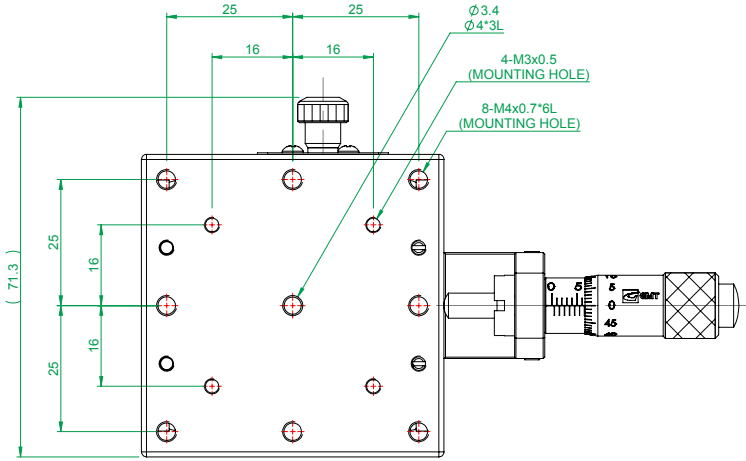 25
25
Ø3.4
Ø4*3L
16
16
4-M3x0.5
(MOUNTING HOLE)
8-M4x0.7*6L
(MOUNTING HOLE)
( 71.3 )
25
16
16
25
0 5
5
0
45
GMT